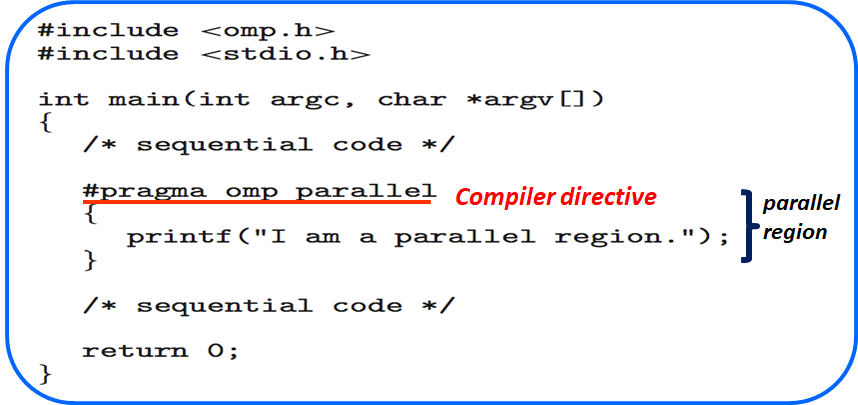 #include <omp.h>
#include <stdio.h>
int main(int argc, char *argv[])
{
/* sequential code */
#pragma omp parallel Compiler directive
{
printf("I am a parallel region.");
}
parallel
region
/* sequential code */
return 0;
}